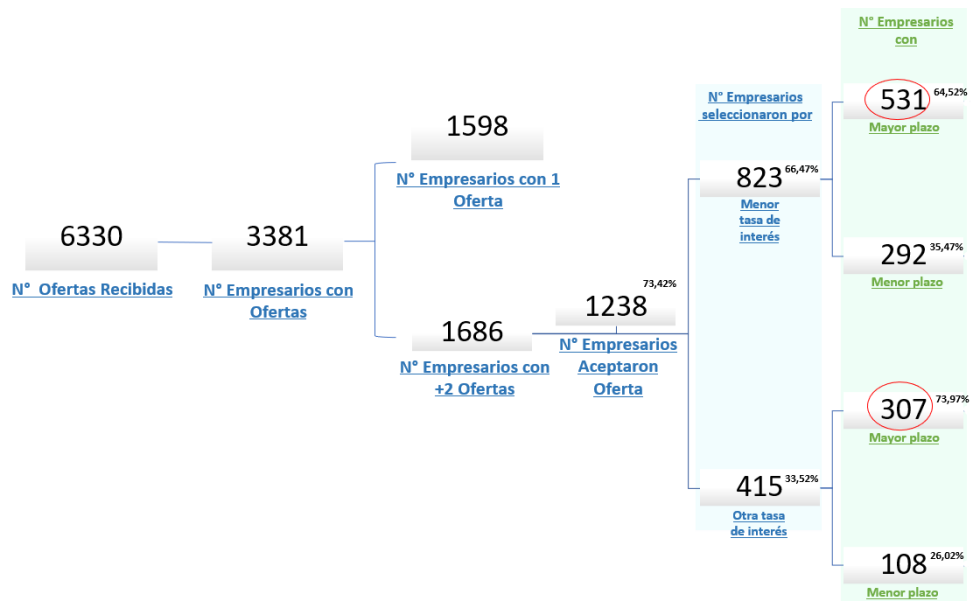 6330
N° Ofertas Recibidas
3381
N° Empresarios con
Ofertas
1598
N° Empresarios con 1
Oferta
1686
N° Empresarios con
+2 Ofertas
73,42%
1238
N° Empresarios
Aceptaron
Oferta
N° Empresarios
seleccionaron por
823 66,47%
Menor
tasa de
interés
415 33,52%
Otra tasa
de interés
N° Empresarios
con
531 64,52%
Mayor plazo
292 35,47%
Menor plazo
307 73,97%
Mayor plazo
108 26,02%
Menor plazo